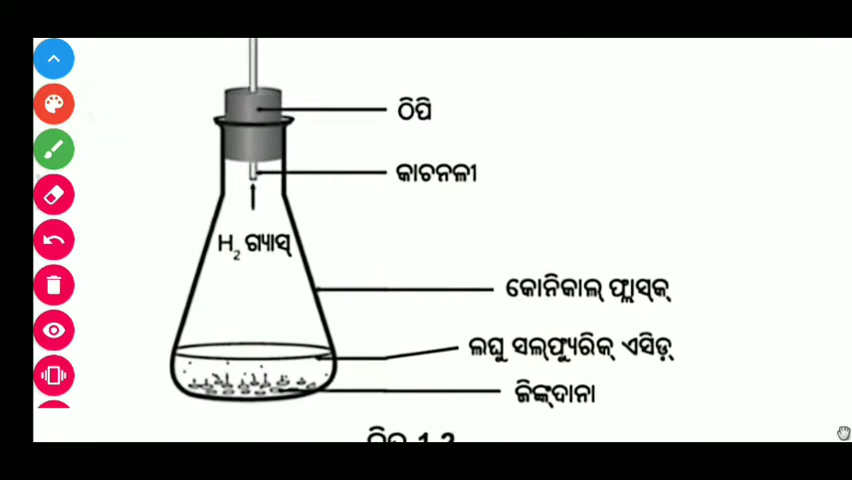 ଠିପି
କାଚନଳୀ
H₂ ଗ୍ୟାସ୍
କୋନିକାଲ୍ ଫ୍ଲାସ୍‌କ୍
ଲଘୁ ସଲ୍‌ଫ୍ୟୁରିକ୍ ଏସିଡ଼୍
ଜିଙ୍କ୍‌ଦାନା